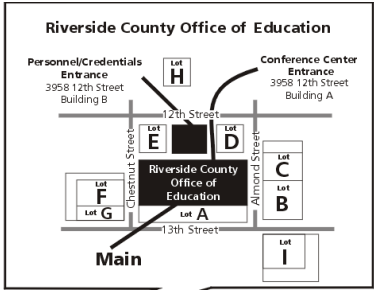 Riverside County Office of Education
Personnel/Credentials
Entrance
3958 12th Street
Building B
Lot
H
Conference Center
Entrance
3958 12th Street
Building A
12th Street
Lot
E
Lot
D
Chestnut Street
Almond Street
Riverside County
Office of
Education
Lot
F
Lot G
Lot A
Lot
C
Lot
B
13th Street
Main
Lot
I